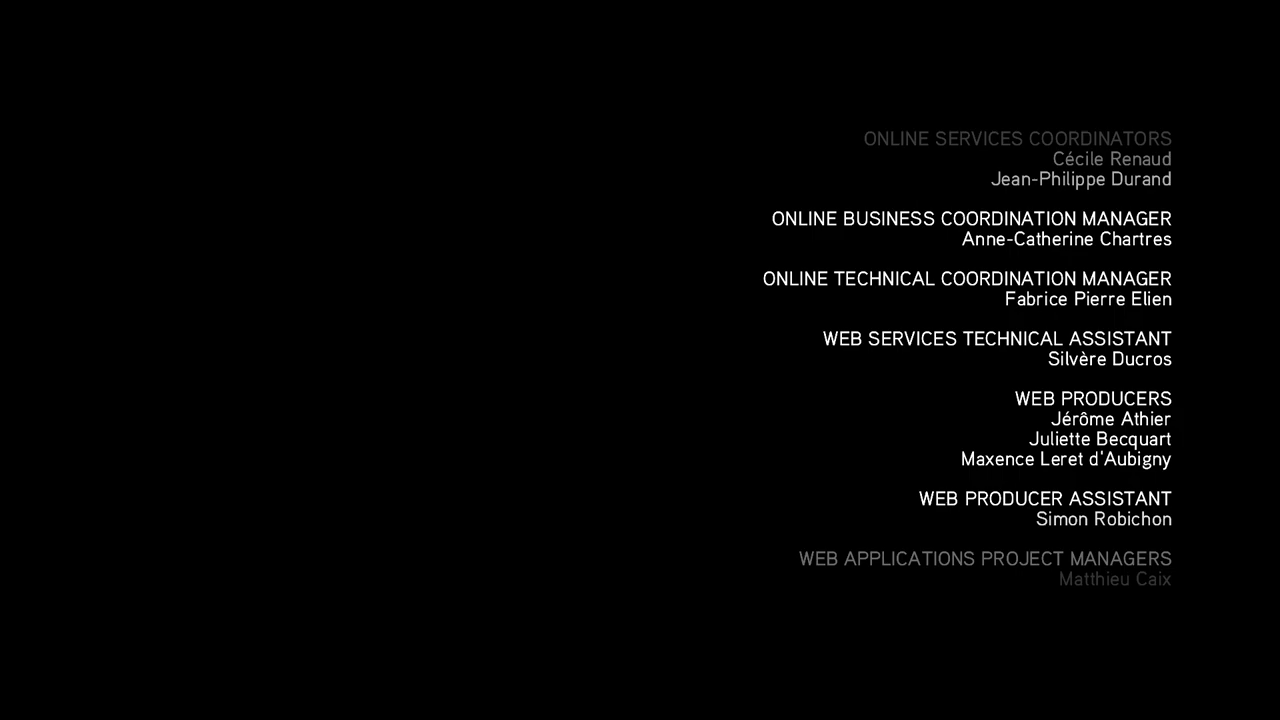 ONLINE SERVICES COORDINATORS
Cécile Renaud
Jean-Philippe Durand
ONLINE BUSINESS COORDINATION MANAGER
Anne-Catherine Chartres
ONLINE TECHNICAL COORDINATION MANAGER
Fabrice Pierre Elien
WEB SERVICES TECHNICAL ASSISTANT
Silvère Ducros
WEB PRODUCERS
Jérôme Athier
Juliette Becquart
Maxence Leret d'Aubigny
WEB PRODUCER ASSISTANT
Simon Robichon
WEB APPLICATIONS PROJECT MANAGERS
Matthieu Caix